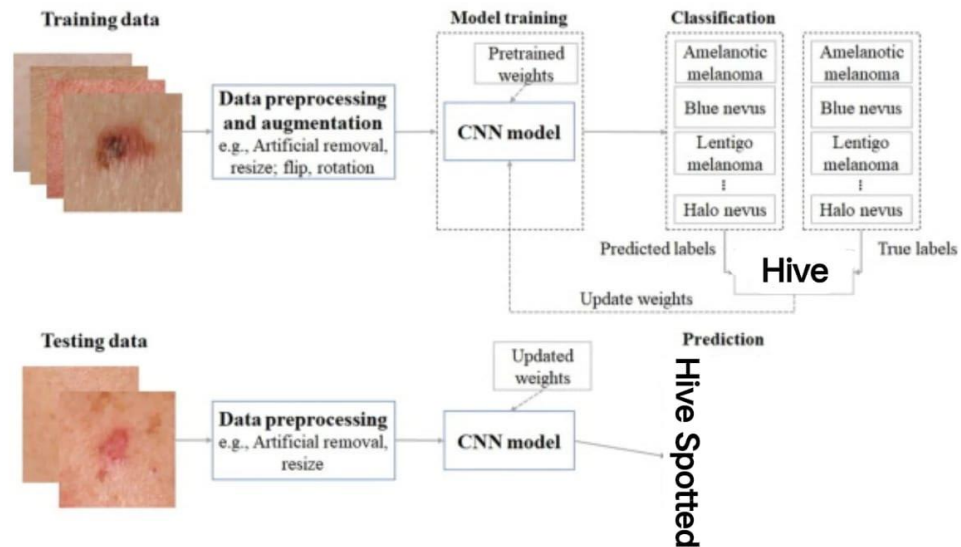 Training data
Model training
Classification
Pretrained
weights
Data preprocessing
and augmentation
e.g., Artificial removal,
resize; flip, rotation
CNN model
Amelanotic
melanoma
Blue nevus
Lentigo
melanoma
⋮
Halo nevus
Amelanotic
melanoma
Blue nevus
Lentigo
melanoma
⋮
Halo nevus
Predicted labels
Hive
True labels
Update weights
Testing data
Prediction
Updated
weights
Data preprocessing
e.g., Artificial removal,
resize
CNN model
Hive Spotted